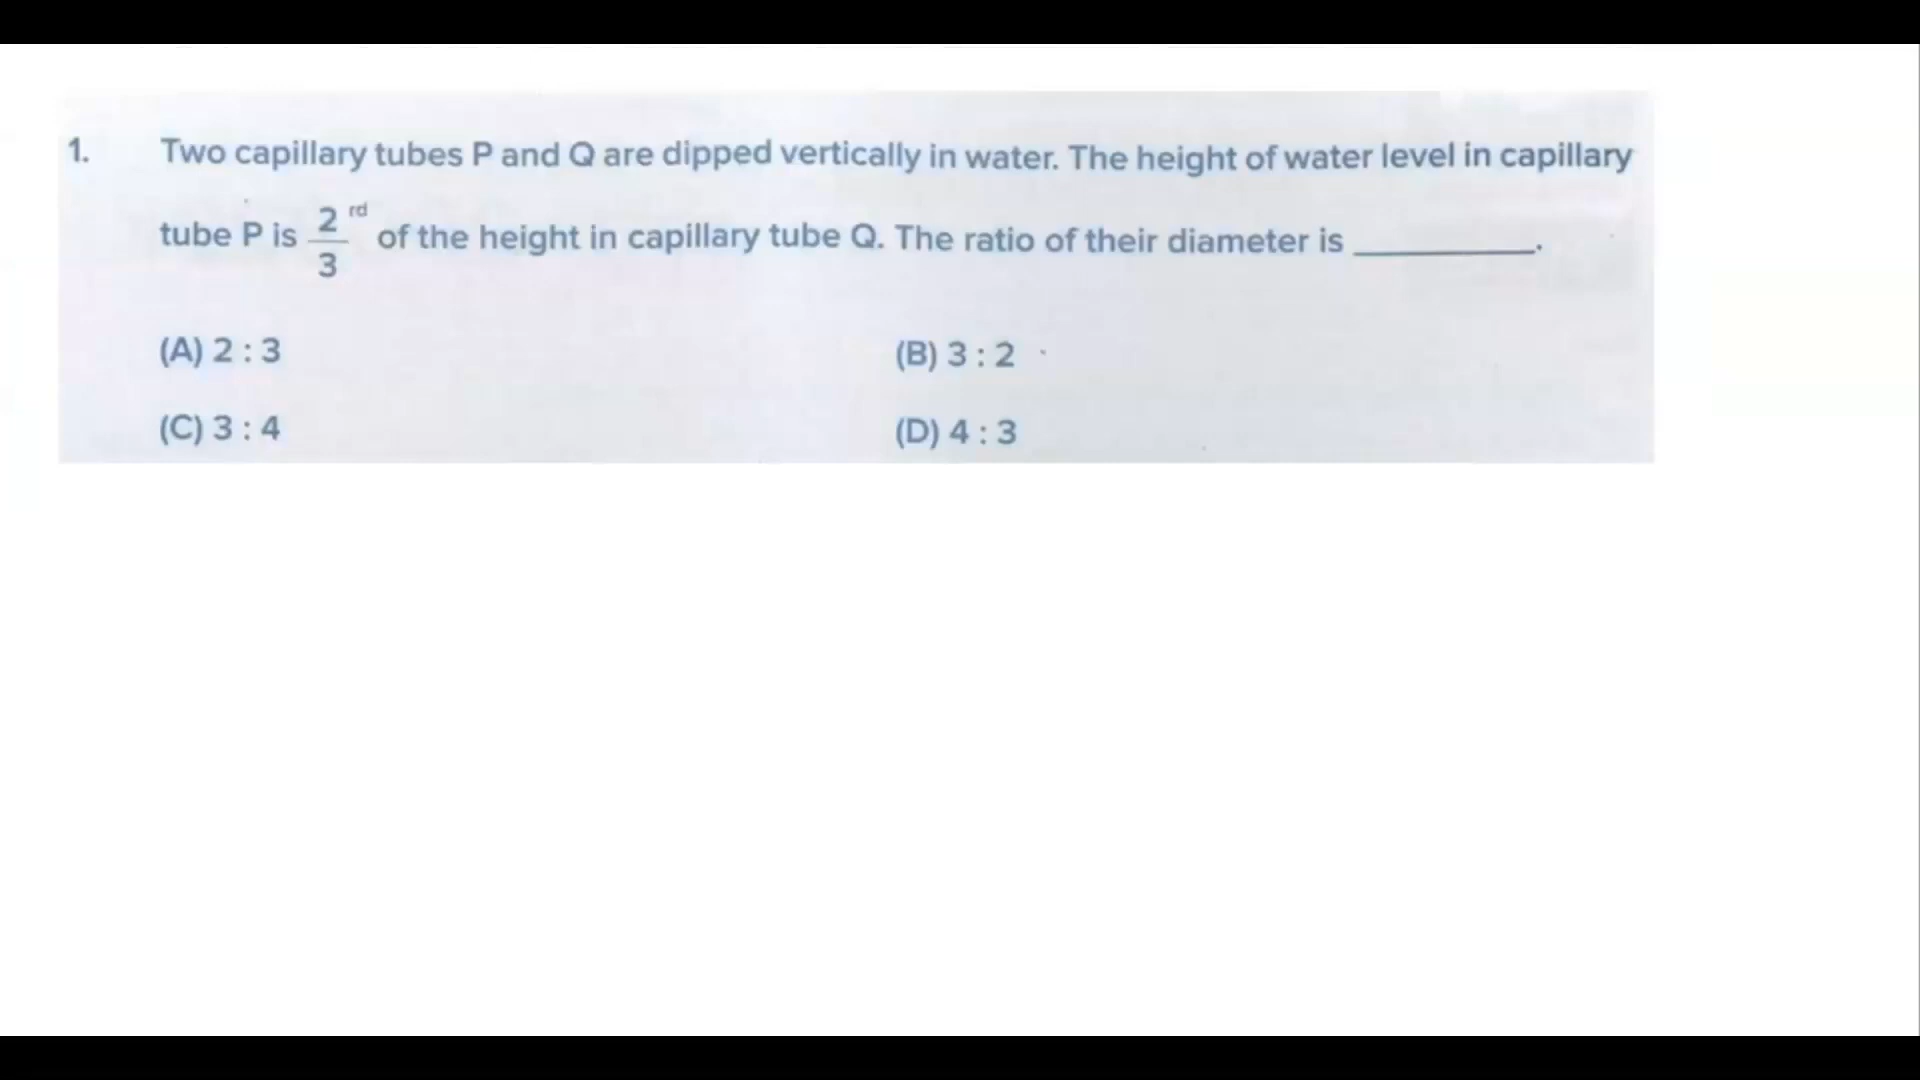 1. Two capillary tubes P and Q are dipped vertically in water. The height of water level in capillary
tube P is 2/3 rd of the height in capillary tube Q. The ratio of their diameter is __________.
(A) 2 : 3 (B) 3 : 2
(C) 3 : 4 (D) 4 : 3